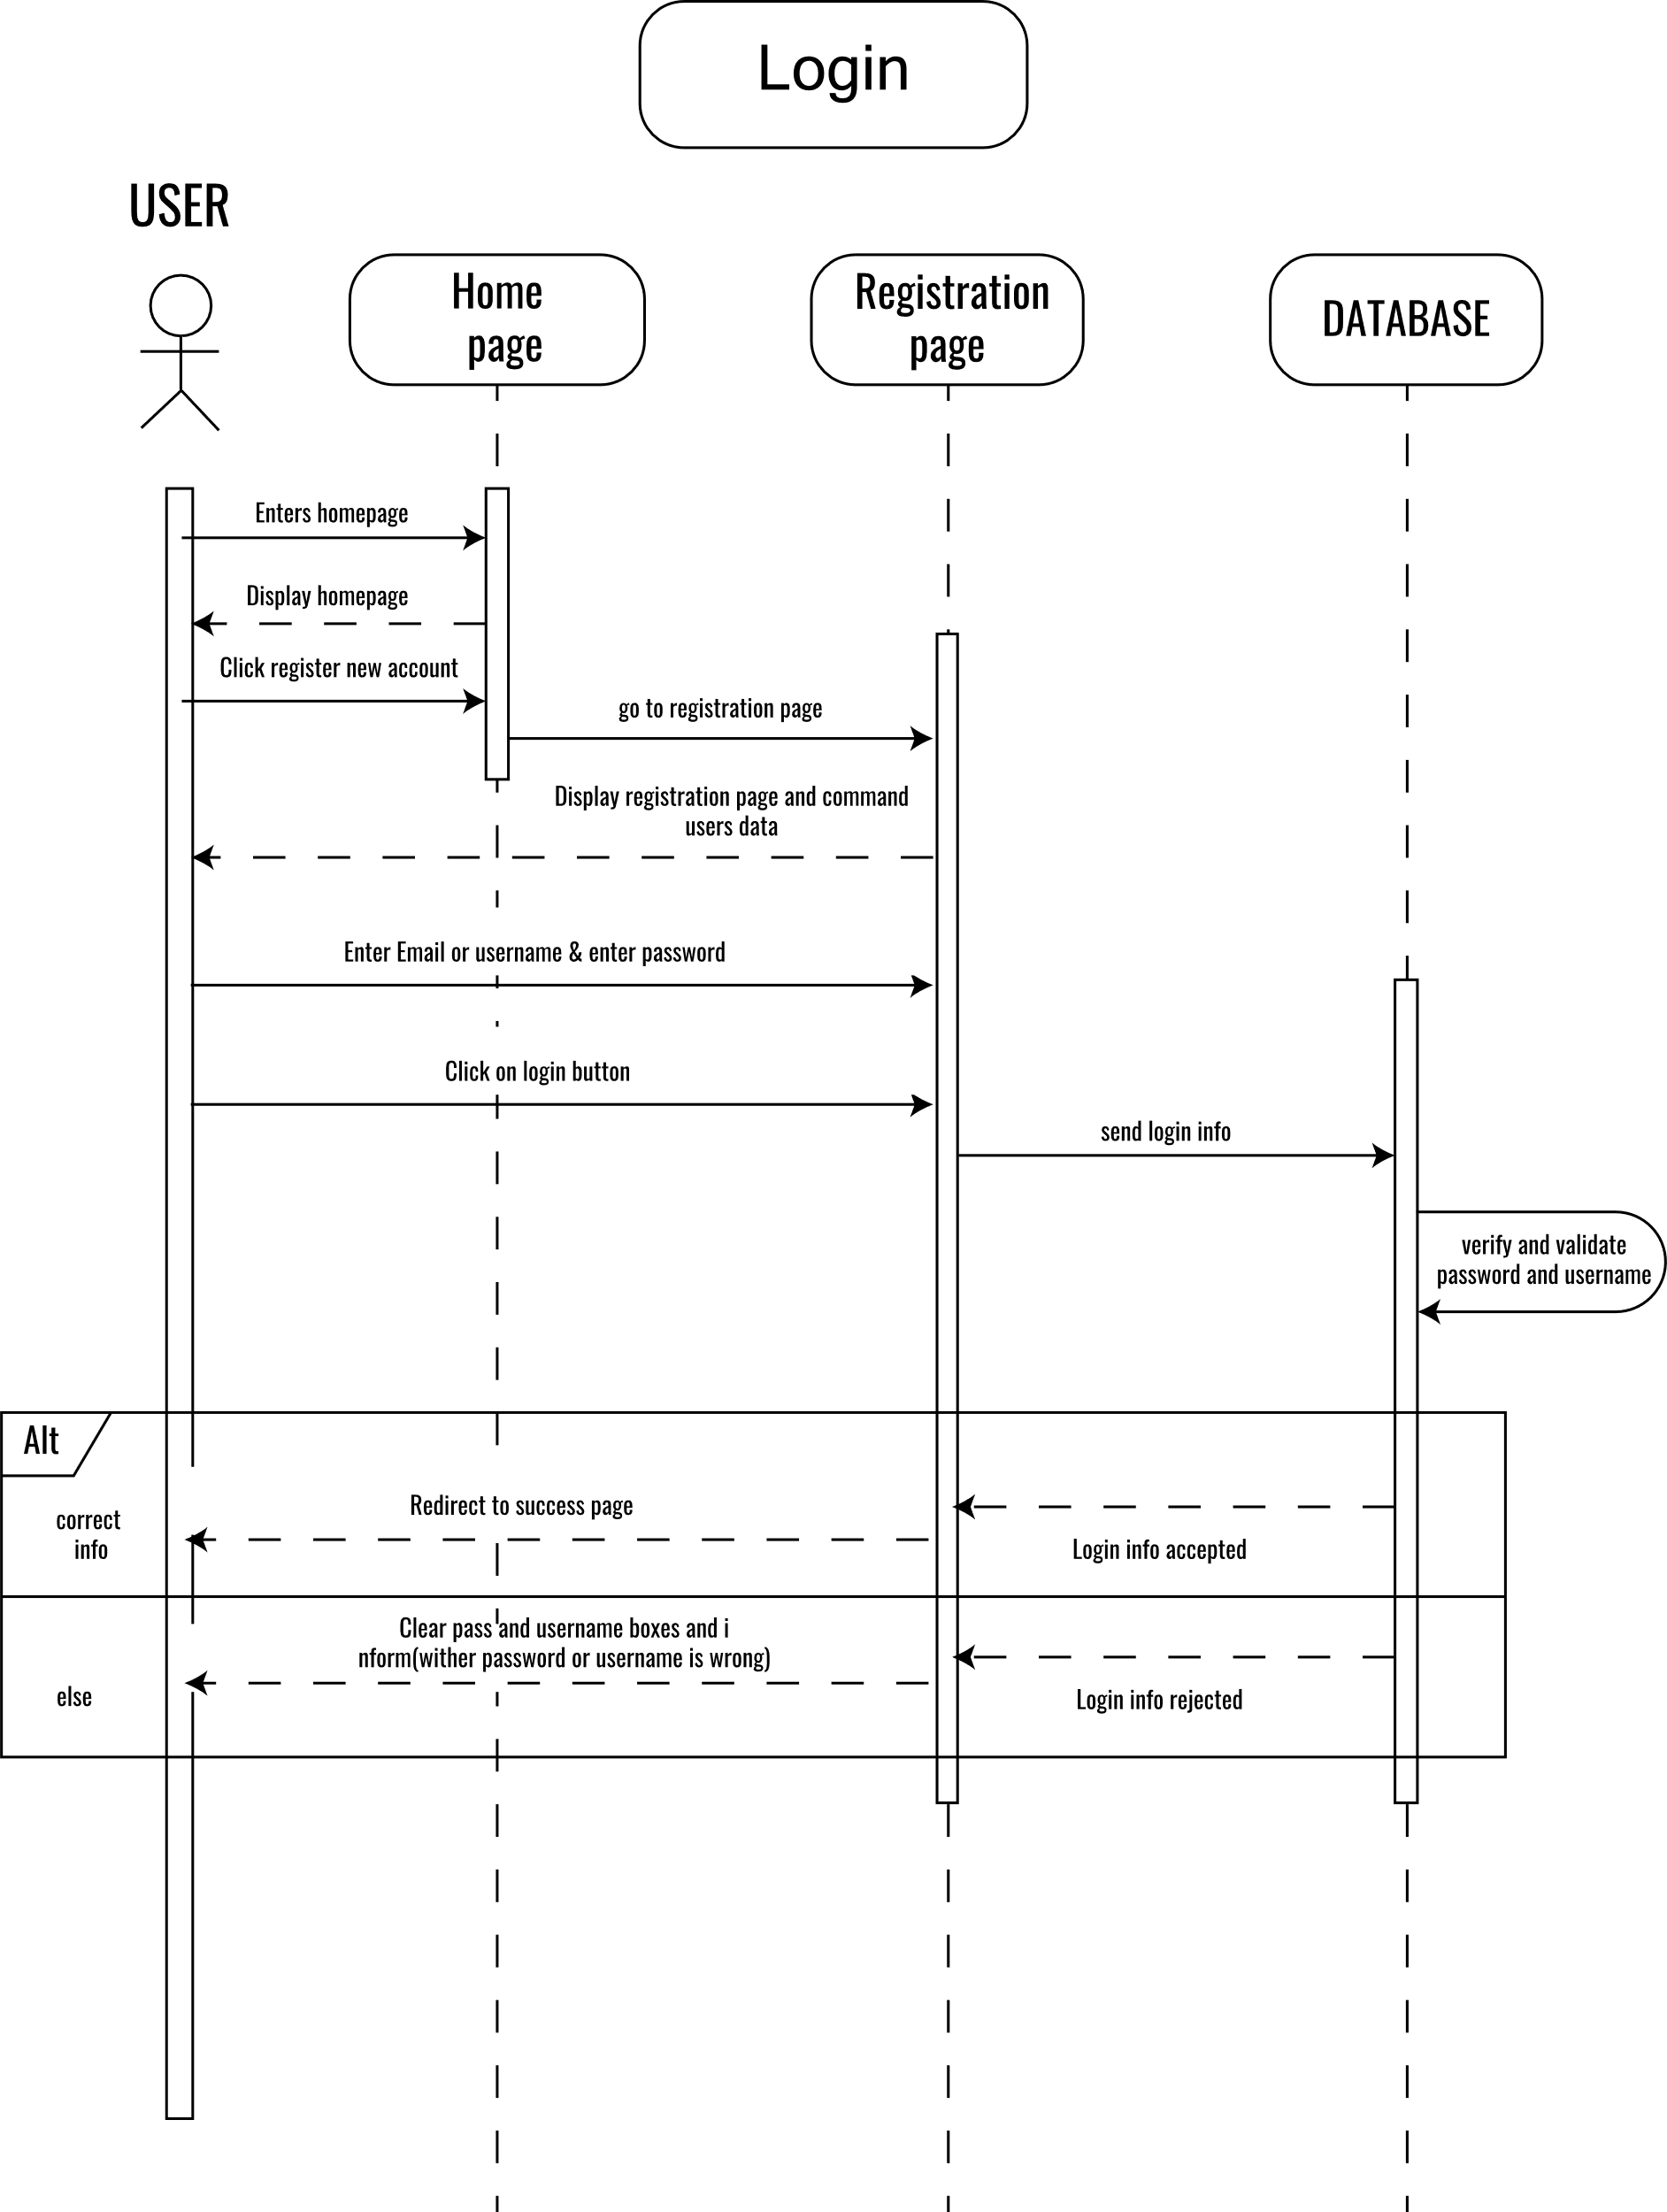 Login
USER
Home
page
Registration
page
DATABASE
Enters homepage
Display homepage
Click register new account
go to registration page
Display registration page and command
users data
Enter Email or username & enter password
Click on login button
send login info
verify and validate
password and username
Alt
correct
info
Redirect to success page
Login info accepted
Clear pass and username boxes and i
nform(wither password or username is wrong)
else
Login info rejected